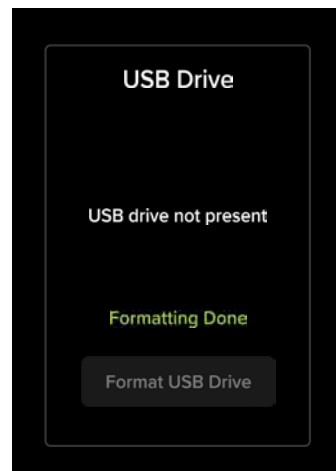 USB Drive
USB drive not present
Formatting Done
Format USB Drive